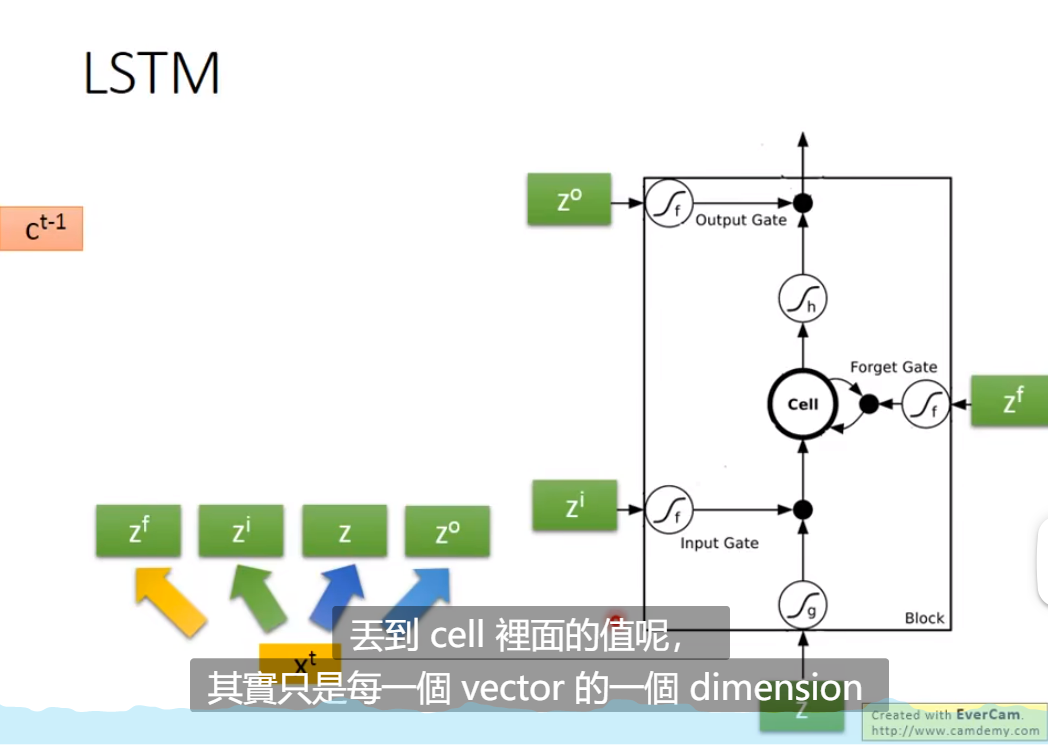 LSTM
c^t-1
z^o
f
Output Gate
h
Forget Gate
Cell
f
z^f
z^i
f
Input Gate
g
Block
z^f
z^i
z
z^o
x^t
z
丟到 cell 裡面的值呢，
其實只是每一個 vector 的一個 dimension
Created with EverCam.
http://www.camdemy.com